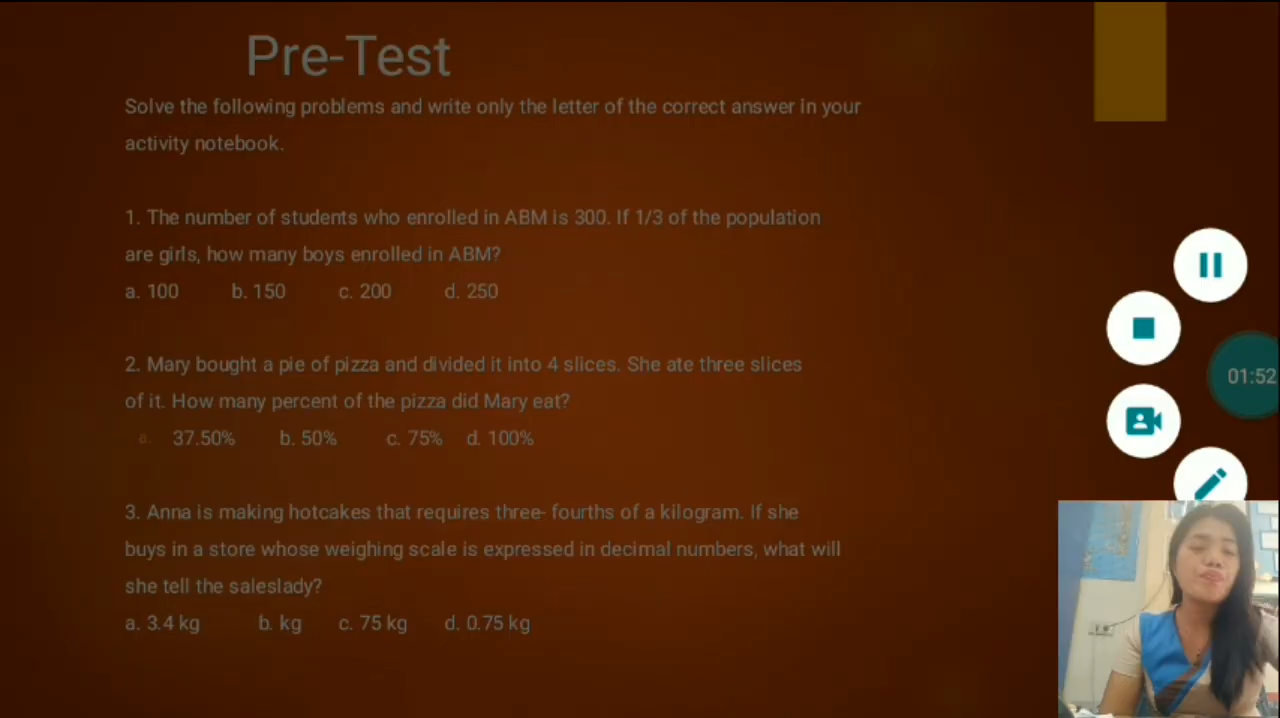 Pre-Test
Solve the following problems and write only the letter of the correct answer in your
activity notebook.
1. The number of students who enrolled in ABM is 300. If 1/3 of the population
are girls, how many boys enrolled in ABM?
a. 100 b. 150 c. 200 d. 250
2. Mary bought a pie of pizza and divided it into 4 slices. She ate three slices
of it. How many percent of the pizza did Mary eat?
a. 37.50% b. 50% c. 75% d. 100%
3. Anna is making hotcakes that requires three- fourths of a kilogram. If she
buys in a store whose weighing scale is expressed in decimal numbers, what will
she tell the saleslady?
a. 3.4 kg b. kg c. 75 kg d. 0.75 kg
01:52